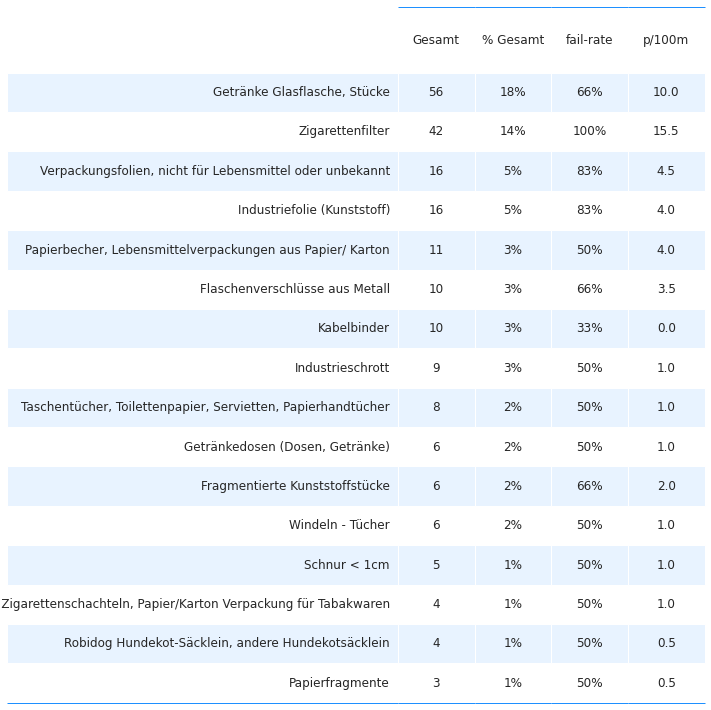 Gesamt % Gesamt fail-rate p/100m
Getränke Glasflasche, Stücke 56 18% 66% 10.0
Zigarettenfilter 42 14% 100% 15.5
Verpackungsfolien, nicht für Lebensmittel oder unbekannt 16 5% 83% 4.5
Industriefolie (Kunststoff) 16 5% 83% 4.0
Papierbecher, Lebensmittelverpackungen aus Papier/ Karton 11 3% 50% 4.0
Flaschenverschlüsse aus Metall 10 3% 66% 3.5
Kabelbinder 10 3% 33% 0.0
Industrieschrott 9 3% 50% 1.0
Taschentücher, Toilettenpapier, Servietten, Papierhandtücher 8 2% 50% 1.0
Getränkedosen (Dosen, Getränke) 6 2% 50% 1.0
Fragmentierte Kunststoffstücke 6 2% 66% 2.0
Windeln - Tücher 6 2% 50% 1.0
Schnur < 1cm 5 1% 50% 1.0
Zigarettenschachteln, Papier/Karton Verpackung für Tabakwaren 4 1% 50% 1.0
Robidog Hundekot-Säcklein, andere Hundekotsäcklein 4 1% 50% 0.5
Papierfragmente 3 1% 50% 0.5